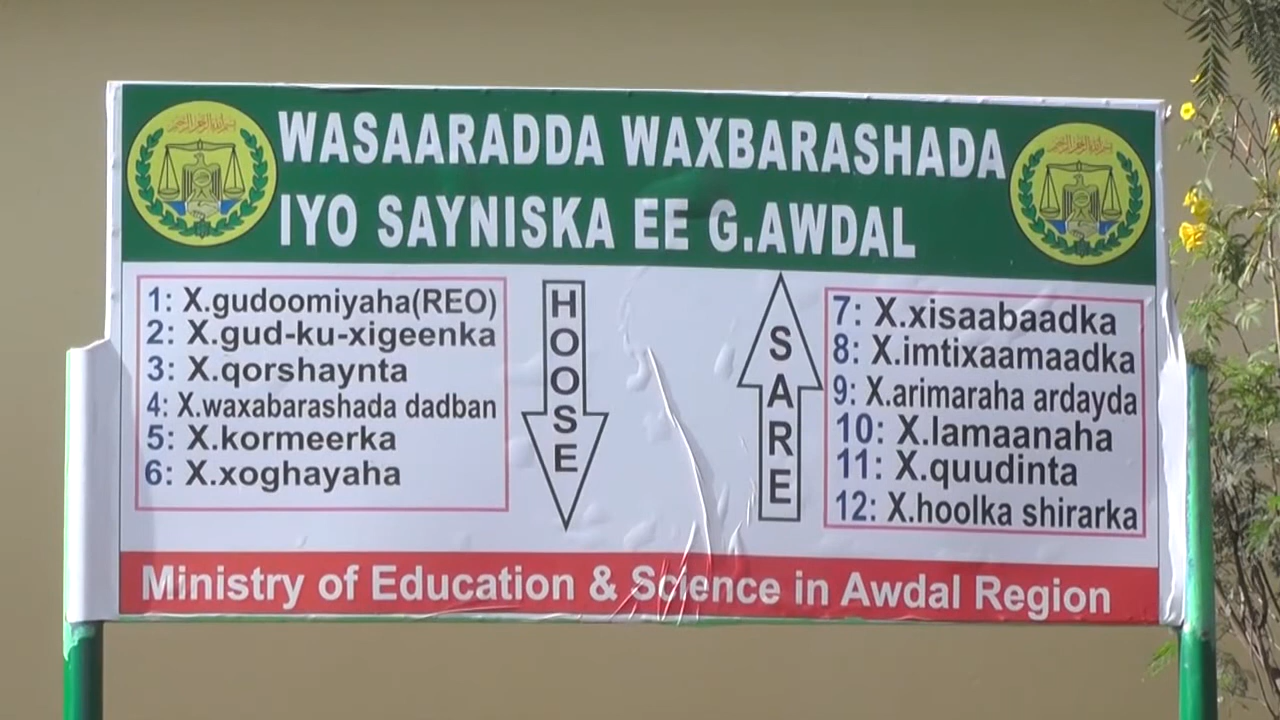 WASAARADDA WAXBARASHADA
IYO SAYNISKA EE G.AWDAL
1: X.gudoomiyaha(REO)
2: X.gud-ku-xigeenka
3: X.qorshaynta
4: X.waxabarashada dadban
5: X.kormeerka
6: X.xoghayaha
HOOSE
SARE
7: X.xisaabaadka
8: X.imtixaamaadka
9: X.arimaraha ardayda
10: X.lamaanaha
11: X.quudinta
12: X.hoolka shirarka
Ministry of Education & Science in Awdal Region